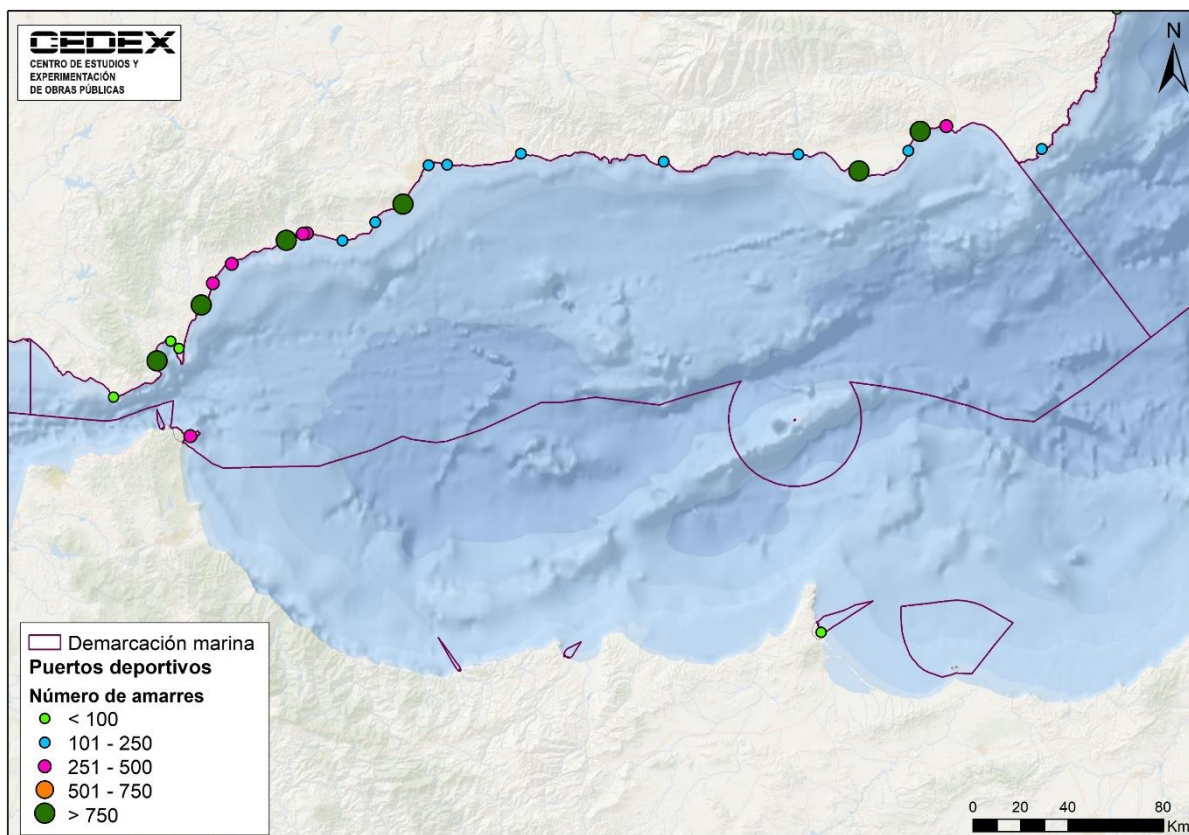 CEDEX
CENTRO DE ESTUDIOS Y
EXPERIMENTACIÓN
DE OBRAS PÚBLICAS
N
Demarcación marina
Puertos deportivos
Número de amarres
< 100
101 - 250
251 - 500
501 - 750
> 750
0 20 40 80
Km